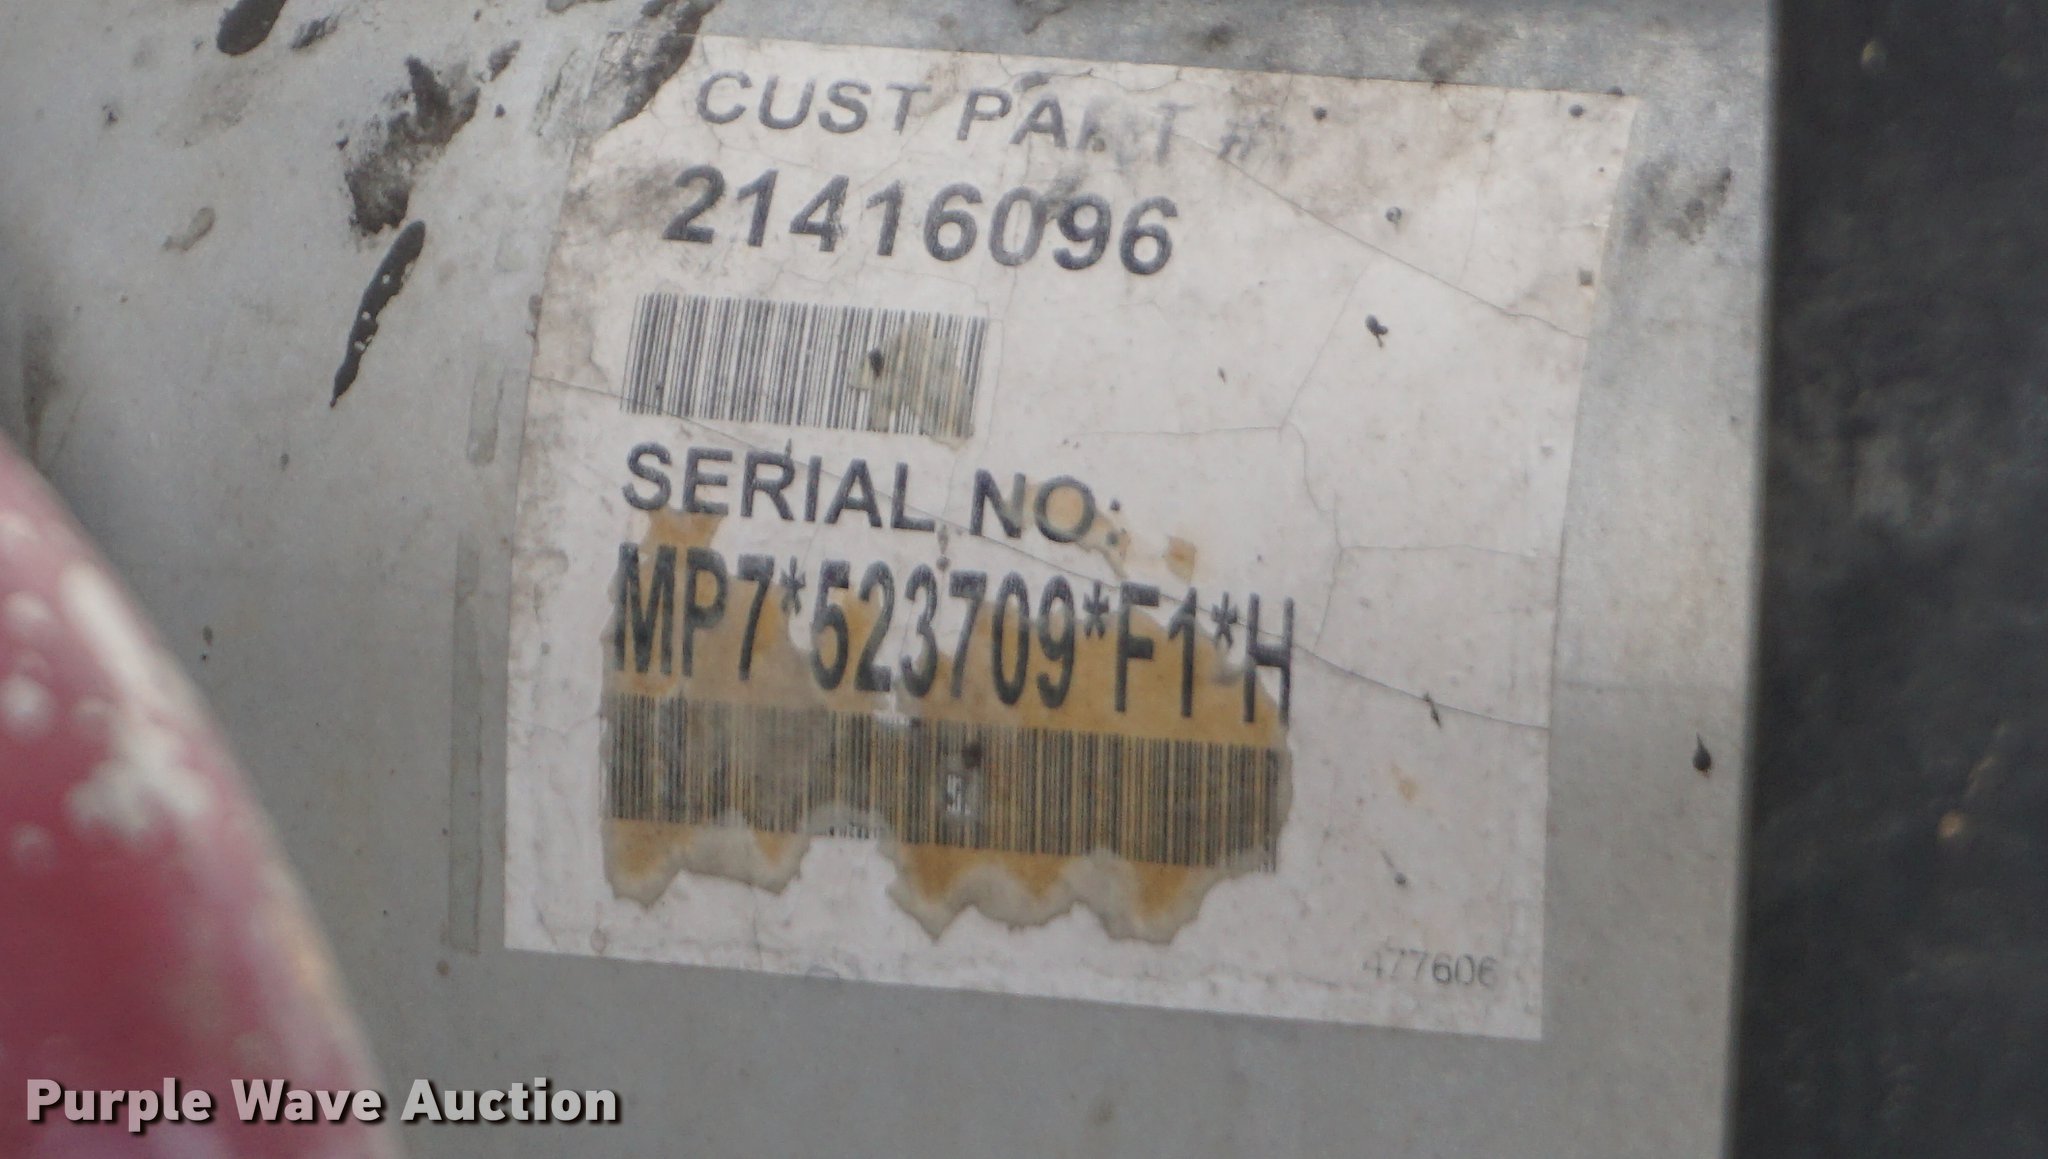 CUST PART #:
21416096
SERIAL NO:
MP7*523709*F1*H
477606
Purple Wave Auction